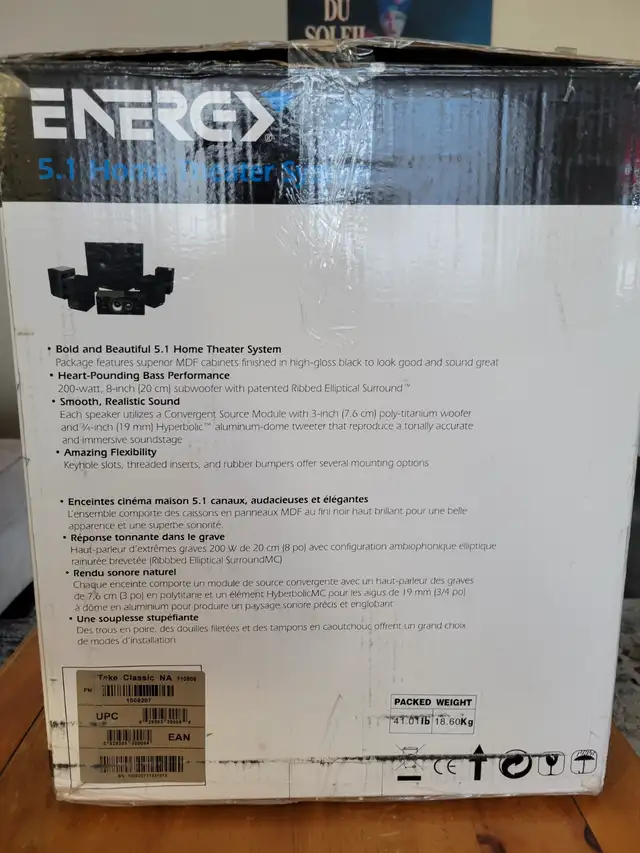 DU
SOLEIL
ENERGY
5.1 Home Theater
• Bold and Beautiful 5.1 Home Theater System
Package features superior MDF cabinets finished in high-gloss black to look good and sound great
• Heart-Pounding Bass Performance
200-watt, 8-inch (20 cm) subwoofer with patented Ribbed Elliptical Surround™
• Smooth, Realistic Sound
Each speaker utilizes a Convergent Source Module with 3-inch (7.6 cm) poly-titanium woofer
and ¾-inch (19 mm) Hyperbolic™ aluminum-dome tweeter that reproduce a tonally accurate
and immersive soundstage
• Amazing Flexibility
Keyhole slots, threaded inserts, and rubber bumpers offer several mounting options
• Enceintes cinéma maison 5.1 canaux, audacieuses et élégantes
L'ensemble comporte des caissons en panneaux MDF au fini noir haut brillant pour une belle
apparence et une superbe sonorité.
• Réponse tonnante dans le grave
Haut-parleur d'extrêmes graves 200 W de 20 cm (8 po) avec configuration ambiophonique elliptique
rainurée brevetée (Ribbbed Elliptical SurroundMC)
• Rendu sonore naturel
Chaque enceinte comporte un module de source convergente avec un haut-parleur des graves
de 7,6 cm (3 po) en polytitane et un élément HyberbolicMC pour les aigus de 19 mm (3/4 po)
à dôme en aluminium pour produire un paysage sonore précis et englobant
• Une souplesse stupéfiante
Des trous en poire, des douilles filetées et des tampons en caoutchouc offrent un grand choix
de modes d'installation
Take Classic NA
PN
1009207
UPC
EAN
PACKED WEIGHT
41.01lb 18.60Kg
CE